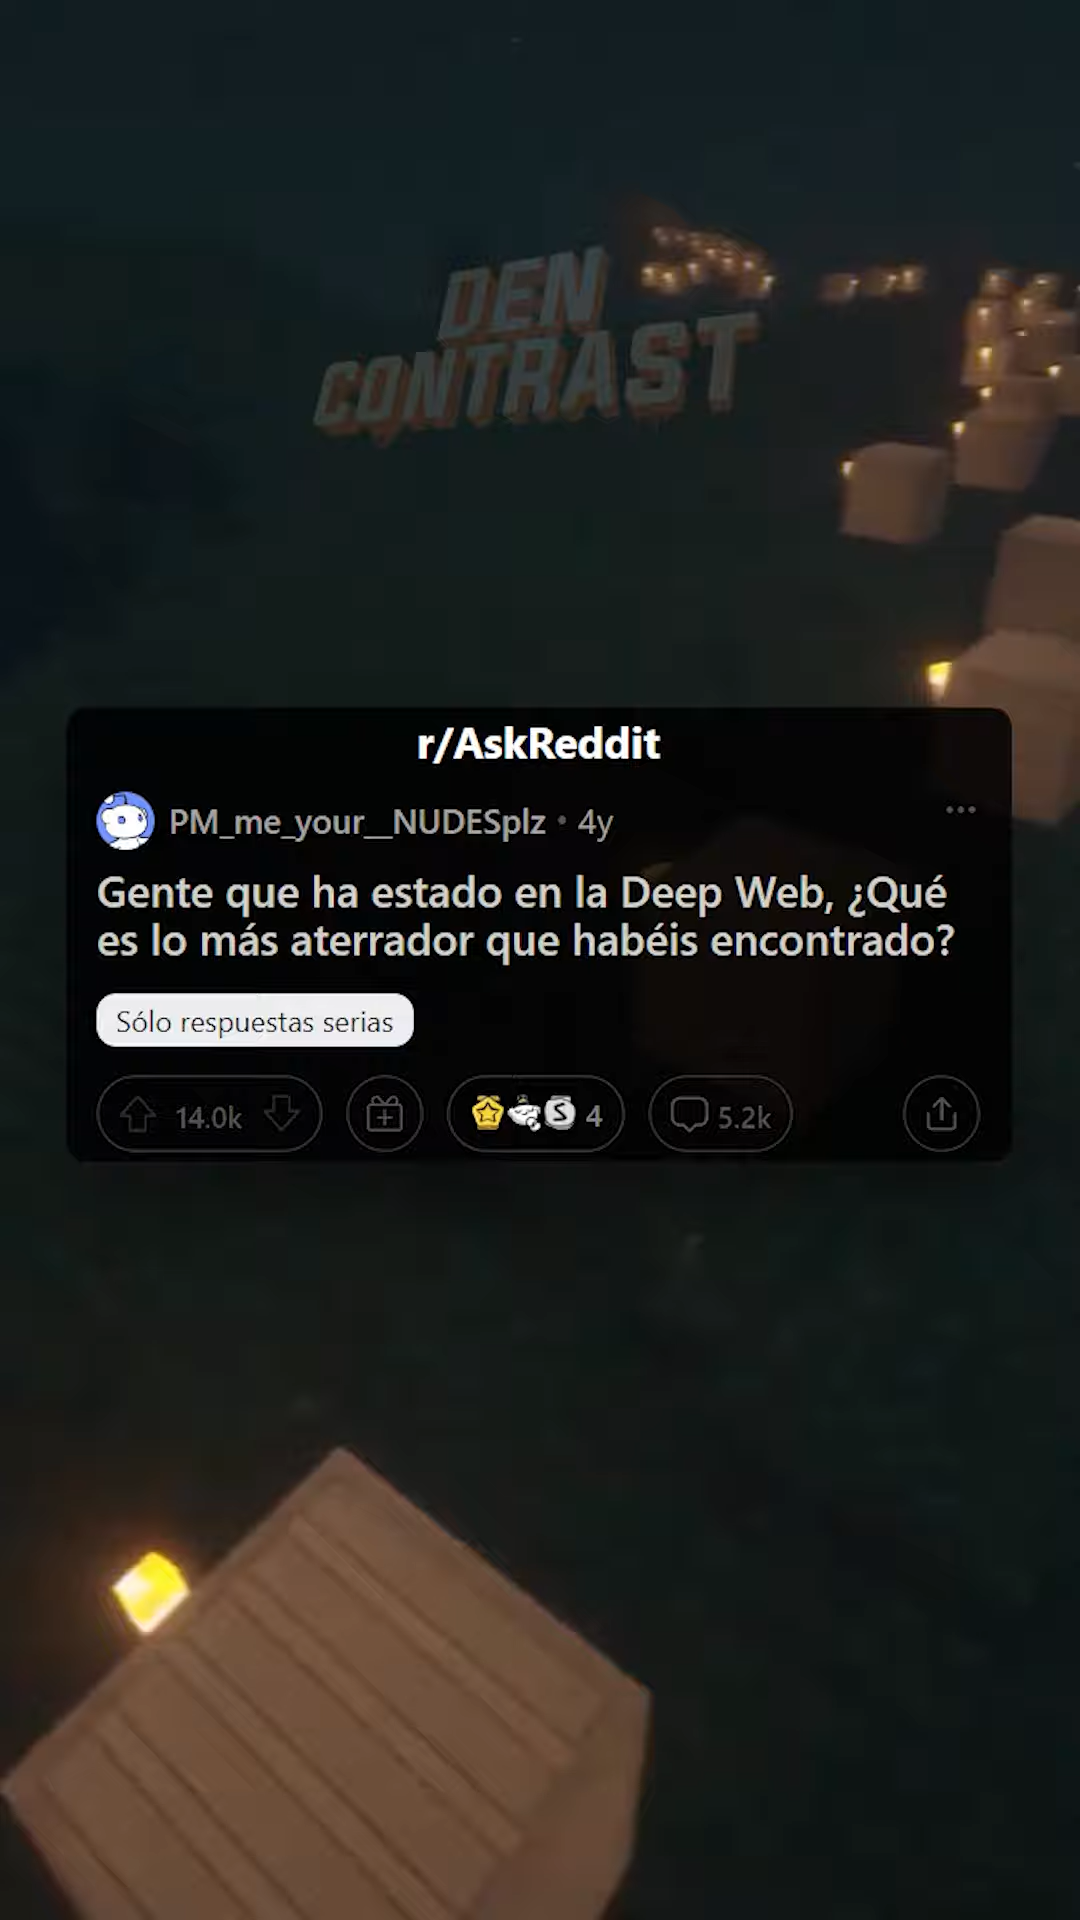 DEN
CONTRAST
r/AskReddit
PM_me_your__NUDESplz • 4y
Gente que ha estado en la Deep Web, ¿Qué
es lo más aterrador que habéis encontrado?
Sólo respuestas serias
14.0k
4
5.2k